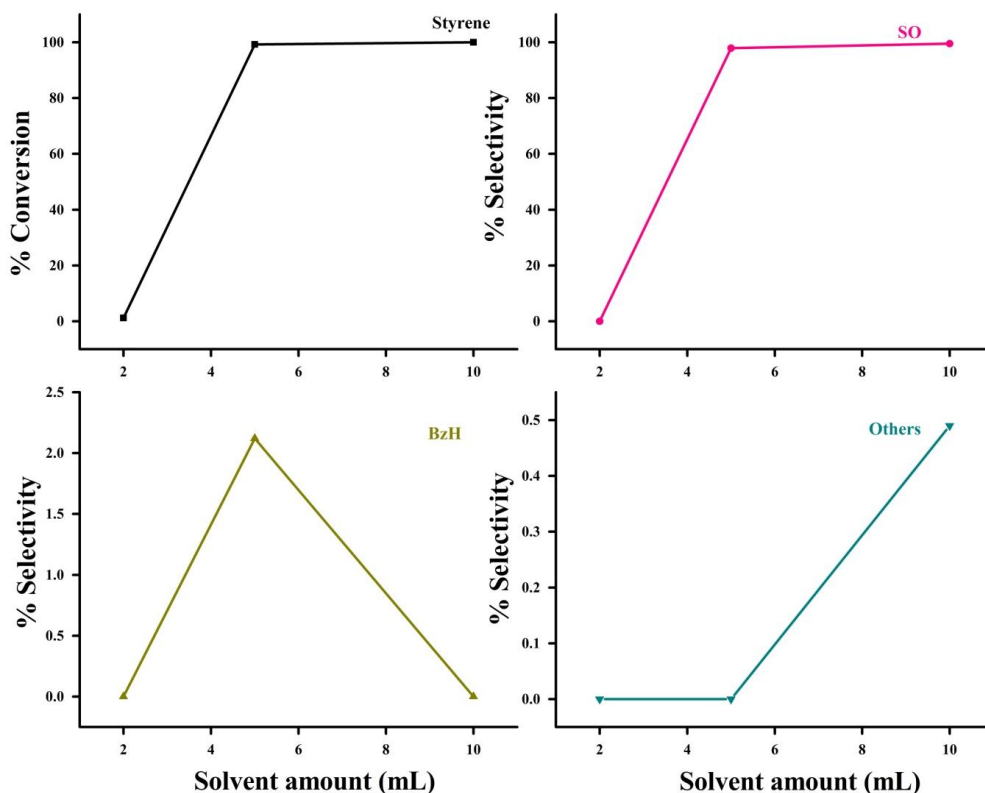 Styrene
100
80
60
40
20
0
% Conversion
2 4 6 8 10
SO
100
80
60
40
20
0
% Selectivity
2 4 6 8 10
BzH
2.5
2.0
1.5
1.0
0.5
0.0
% Selectivity
2 4 6 8 10
Solvent amount (mL)
Others
0.5
0.4
0.3
0.2
0.1
0.0
% Selectivity
2 4 6 8 10
Solvent amount (mL)